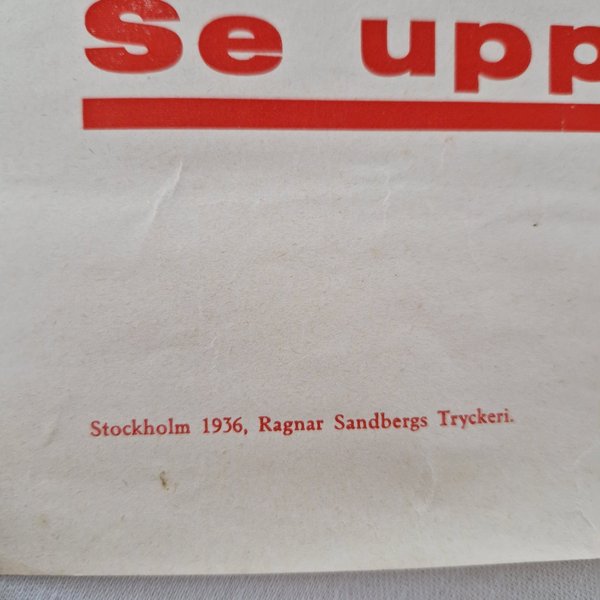 Se upp
Stockholm 1936, Ragnar Sandbergs Tryckeri.